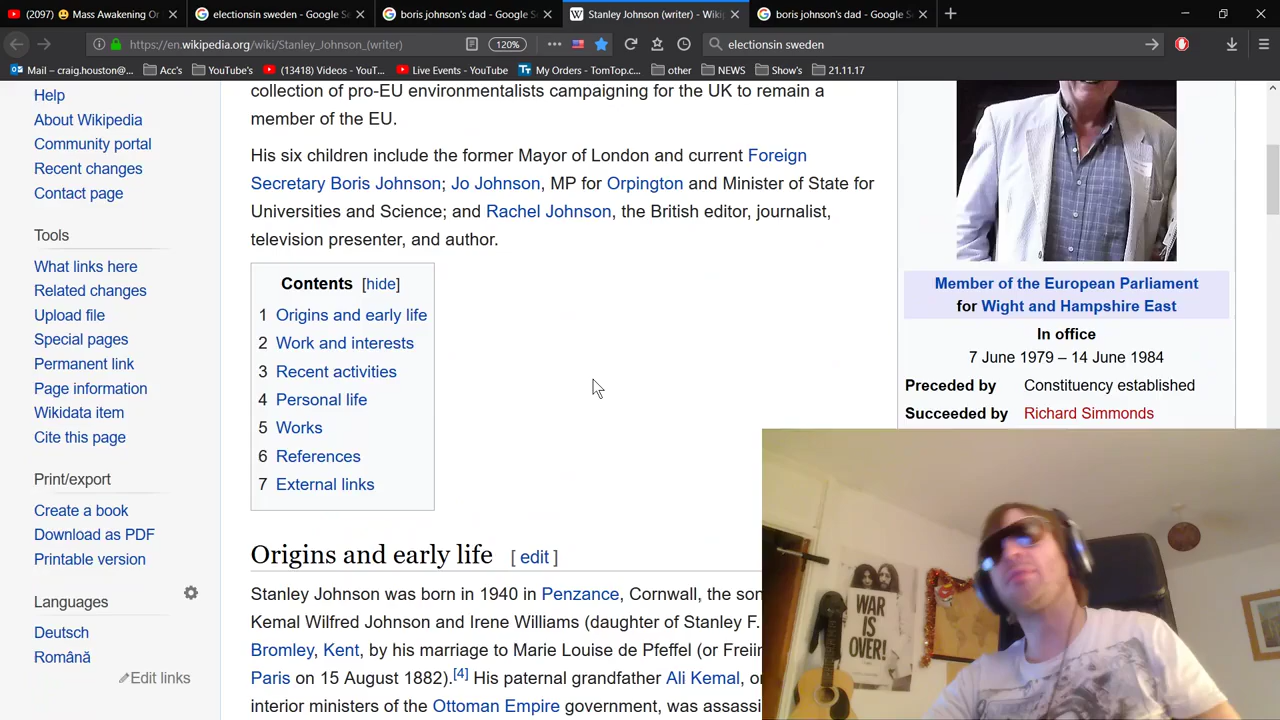 (2097) 😀 Mass Awakening Or
electionsin sweden - Google Se
boris johnson's dad - Google S
Stanley Johnson (writer) - Wiki
boris johnson's dad - Google S
https://en.wikipedia.org/wiki/Stanley_Johnson_(writer)
120%
electionsin sweden
Mail – craig.houston@...
Acc's
YouTube's
(13418) Videos - YouT...
Live Events - YouTube
My Orders - TomTop.c...
other
NEWS
Show's
21.11.17
Help
About Wikipedia
Community portal
Recent changes
Contact page
Tools
What links here
Related changes
Upload file
Special pages
Permanent link
Page information
Wikidata item
Cite this page
Print/export
Create a book
Download as PDF
Printable version
Languages
Deutsch
Română
Edit links
collection of pro-EU environmentalists campaigning for the UK to remain a
member of the EU.
His six children include the former Mayor of London and current Foreign
Secretary Boris Johnson; Jo Johnson, MP for Orpington and Minister of State for
Universities and Science; and Rachel Johnson, the British editor, journalist,
television presenter, and author.
Contents [hide]
1 Origins and early life
2 Work and interests
3 Recent activities
4 Personal life
5 Works
6 References
7 External links
Origins and early life [ edit ]
Stanley Johnson was born in 1940 in Penzance, Cornwall, the son
Kemal Wilfred Johnson and Irene Williams (daughter of Stanley F.
Bromley, Kent, by his marriage to Marie Louise de Pfeffel (or Freiin
Paris on 15 August 1882).[4] His paternal grandfather Ali Kemal, on
interior ministers of the Ottoman Empire government, was assassi
Member of the European Parliament
for Wight and Hampshire East
In office
7 June 1979 – 14 June 1984
Preceded by Constituency established
Succeeded by Richard Simmonds
WAR
IS
OVER!